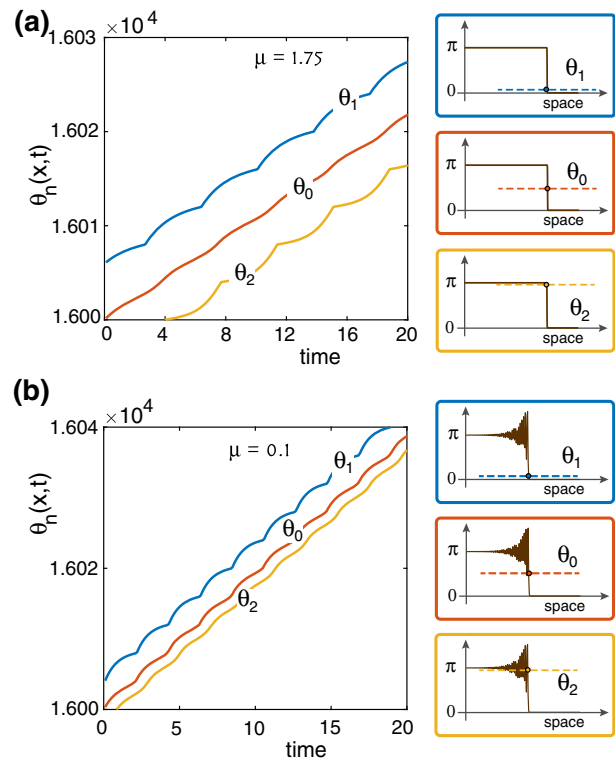 (a)
×10⁴
1.603
1.602
1.601
1.600
θn(x,t)
μ = 1.75
θ1
θ0
θ2
0 4 8 12 16 20
time
π
0
θ1
space
π
0
θ0
space
π
0
θ2
space
(b)
×10⁴
1.604
1.602
1.600
θn(x,t)
μ = 0.1
θ1
θ0
θ2
0 5 10 15 20
time
π
0
θ1
space
π
0
θ0
space
π
0
θ2
space